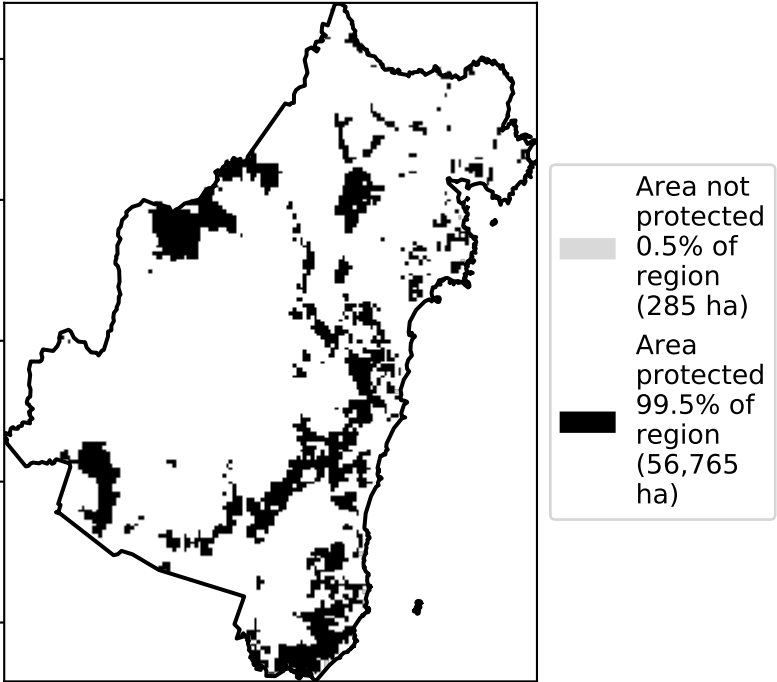 Area not
protected
0.5% of
region
(285 ha)
Area
protected
99.5% of
region
(56,765
ha)